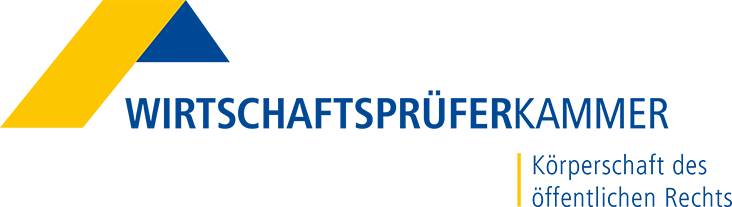 WIRTSCHAFTSPRÜFERKAMMER
Körperschaft des
öffentlichen Rechts